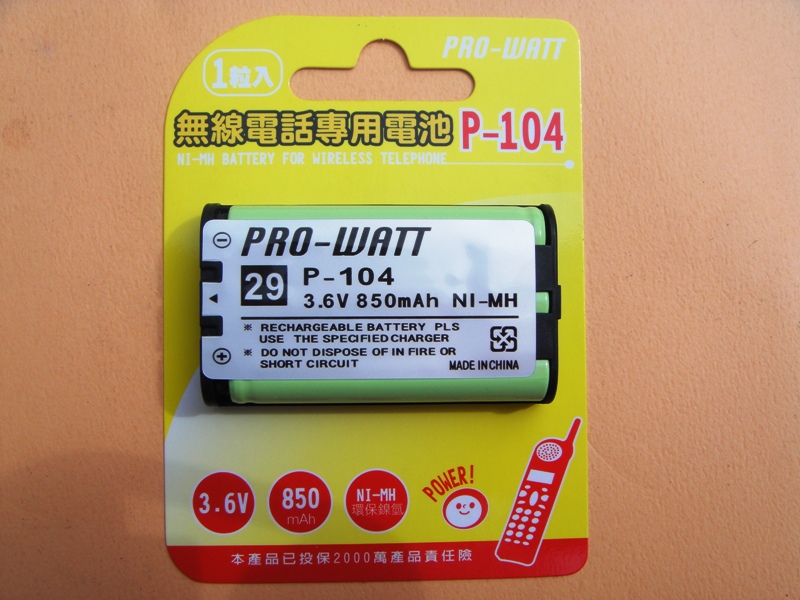 PRO-WATT
1粒入
無線電話專用電池 P-104
NI-MH BATTERY FOR WIRELESS TELEPHONE
PRO-WATT
29 P-104
3.6V 850mAh NI-MH
※ RECHARGEABLE BATTERY PLS
USE THE SPECIFIED CHARGER
※ DO NOT DISPOSE OF IN FIRE OR
SHORT CIRCUIT
MADE IN CHINA
3.6V
850
mAh
NI-MH
環保鎳氫
POWER!
本產品已投保2000萬產品責任險